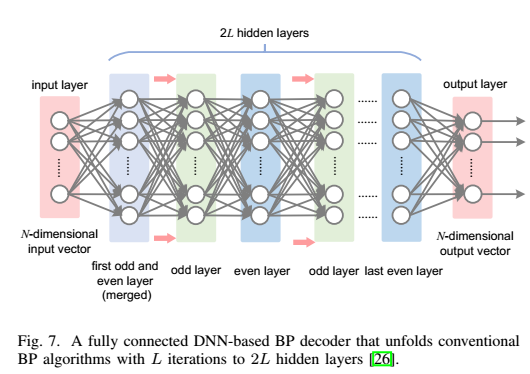 2L hidden layers
input layer
output layer
N-dimensional
input vector
first odd and
even layer
(merged)
odd layer
even layer
odd layer
last even layer
N-dimensional
output vector
Fig. 7. A fully connected DNN-based BP decoder that unfolds conventional
BP algorithms with L iterations to 2L hidden layers [26].